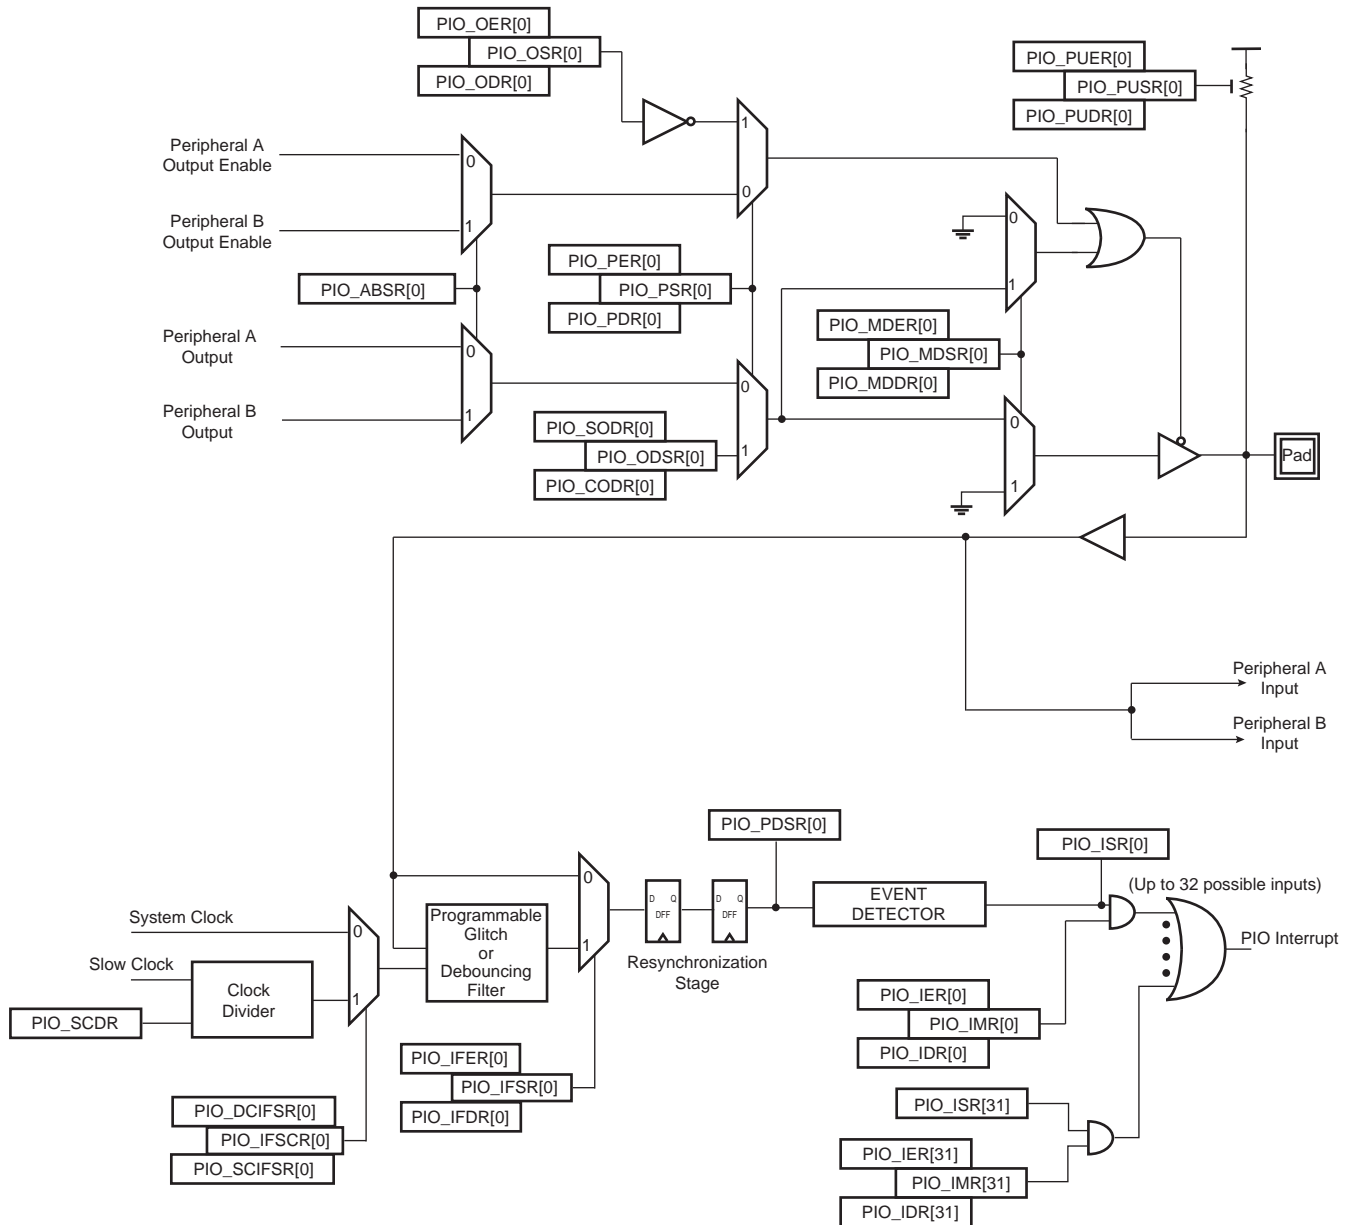 PIO_OER[0]
PIO_OSR[0]
PIO_ODR[0]
PIO_PUER[0]
PIO_PUSR[0]
PIO_PUDR[0]
1
0
Peripheral A
Output Enable
0
Peripheral B
Output Enable
1
0
1
PIO_PER[0]
PIO_PSR[0]
PIO_PDR[0]
PIO_ABSR[0]
PIO_MDER[0]
PIO_MDSR[0]
PIO_MDDR[0]
Peripheral A
Output
0
Peripheral B
Output
1
0
1
PIO_SODR[0]
PIO_ODSR[0]
PIO_CODR[0]
0
1
Pad
Peripheral A
Input
Peripheral B
Input
PIO_PDSR[0]
PIO_ISR[0]
(Up to 32 possible inputs)
0
1
D Q
DFF
D Q
DFF
Resynchronization
Stage
EVENT
DETECTOR
PIO Interrupt
System Clock
0
Slow Clock
1
Clock
Divider
Programmable
Glitch
or
Debouncing
Filter
PIO_SCDR
PIO_IER[0]
PIO_IMR[0]
PIO_IDR[0]
PIO_IFER[0]
PIO_IFSR[0]
PIO_IFDR[0]
PIO_DCIFSR[0]
PIO_IFSCR[0]
PIO_SCIFSR[0]
PIO_ISR[31]
PIO_IER[31]
PIO_IMR[31]
PIO_IDR[31]